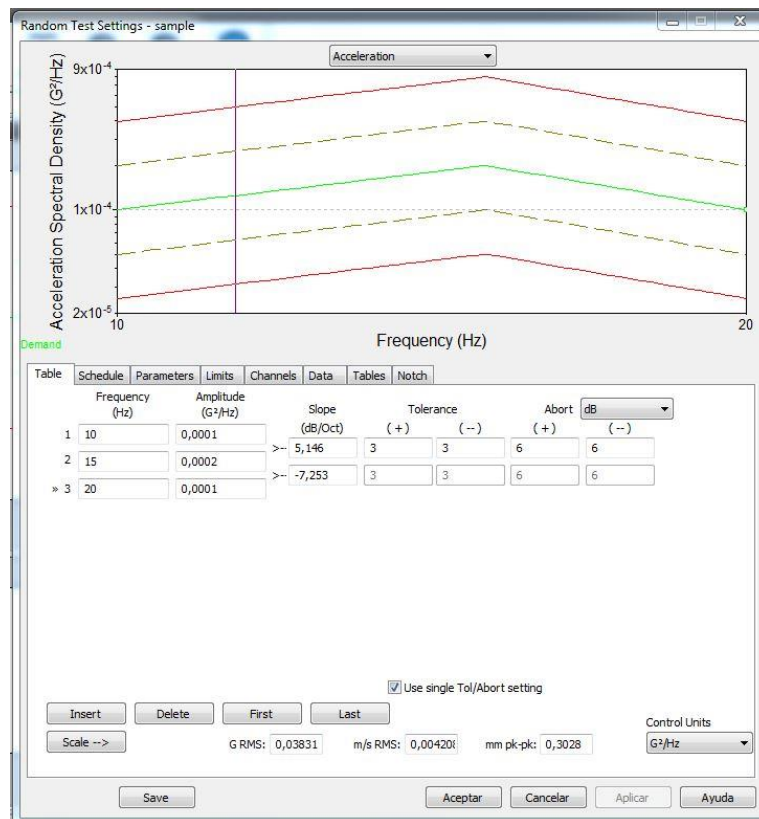 Random Test Settings - sample
Acceleration
Acceleration Spectral Density (G²/Hz)
9x10⁻⁴
1x10⁻⁴
2x10⁻⁵
10
20
Frequency (Hz)
Demand
Table Schedule Parameters Limits Channels Data Tables Notch
Frequency (Hz) Amplitude (G²/Hz) Slope (dB/Oct) Tolerance (+) (--) Abort dB (+) (--)
1 10 0,0001
>-- 5,146 3 3 6 6
2 15 0,0002
>-- -7,253 3 3 6 6
» 3 20 0,0001
Use single Tol/Abort setting
Insert Delete First Last
Control Units
Scale --> G RMS: 0,03831 m/s RMS: 0,00420 mm pk-pk: 0,3028 G²/Hz
Save Aceptar Cancelar Aplicar Ayuda